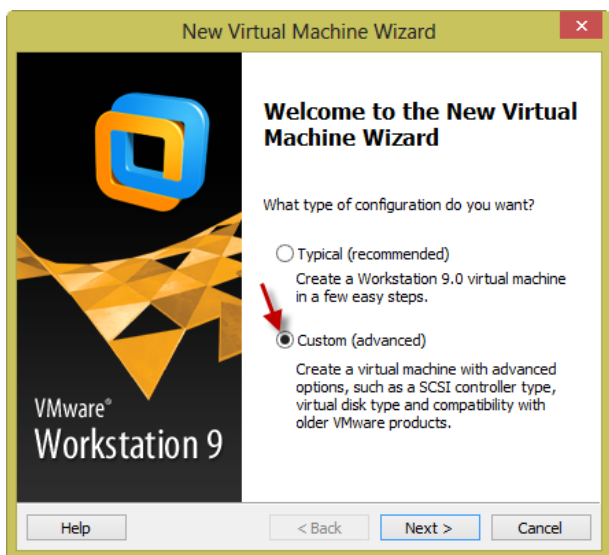 New Virtual Machine Wizard
Welcome to the New Virtual
Machine Wizard
What type of configuration do you want?
Typical (recommended)
Create a Workstation 9.0 virtual machine
in a few easy steps.
Custom (advanced)
Create a virtual machine with advanced
options, such as a SCSI controller type,
virtual disk type and compatibility with
older VMware products.
VMware®
Workstation 9
Help
< Back
Next >
Cancel